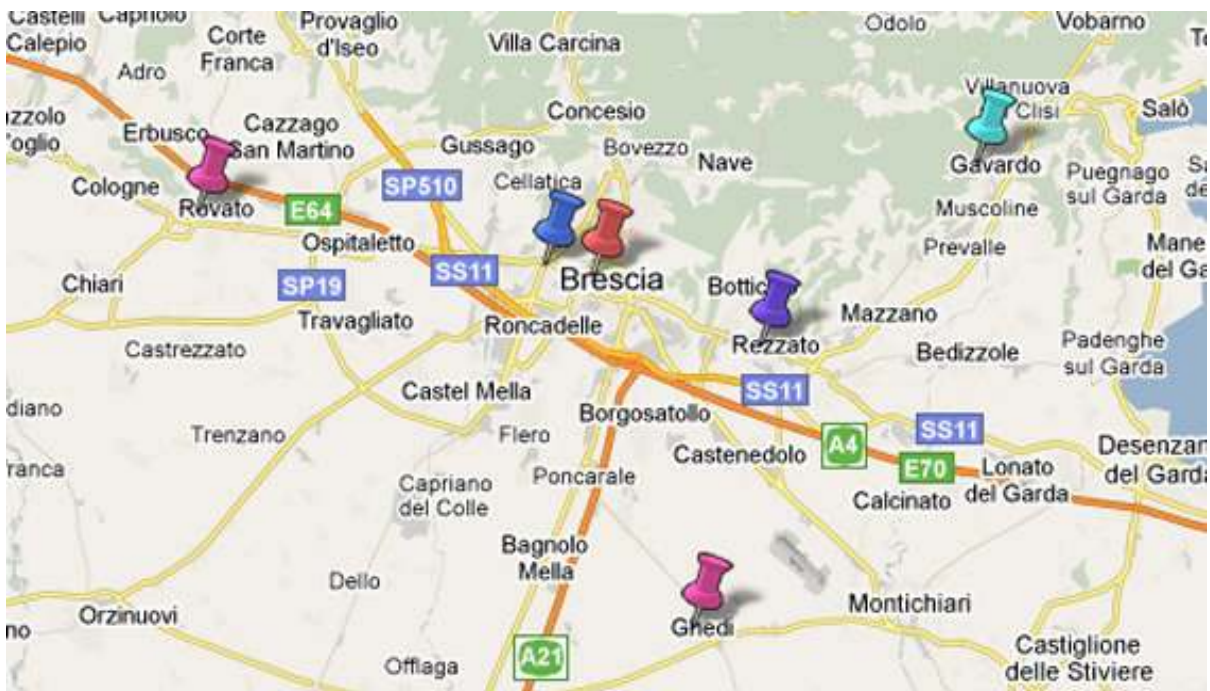 Castelli
Calepio
Capriolo
Corte
Franca
Provaglio
d'Iseo
Villa Carcina
Odolo
Vobarno
Adro
Concesio
Villanuova
Clisi
Salò
Erbusco
Cazzago
San Martino
Gussago
Bovezzo
Nave
Gavardo
Puegnago
sul Garda
Cologne
Rovato
E64
SP510
Cellatica
Muscoline
Ospitaletto
SS11
Brescia
Prevalle
Chiari
SP19
Travagliato
Roncadelle
Rezzato
Mazzano
Castrezzato
Bedizzole
Padenghe
sul Garda
Castel Mella
SS11
Borgosatollo
Trenzano
Flero
A4
SS11
Castenedolo
E70
Lonato
del Garda
del Garda
Poncarale
Capriano
del Colle
Calcinato
Bagnolo
Mella
Dello
Orzinuovi
Ghedi
Montichiari
A21
Offlaga
Castiglione
delle Stiviere